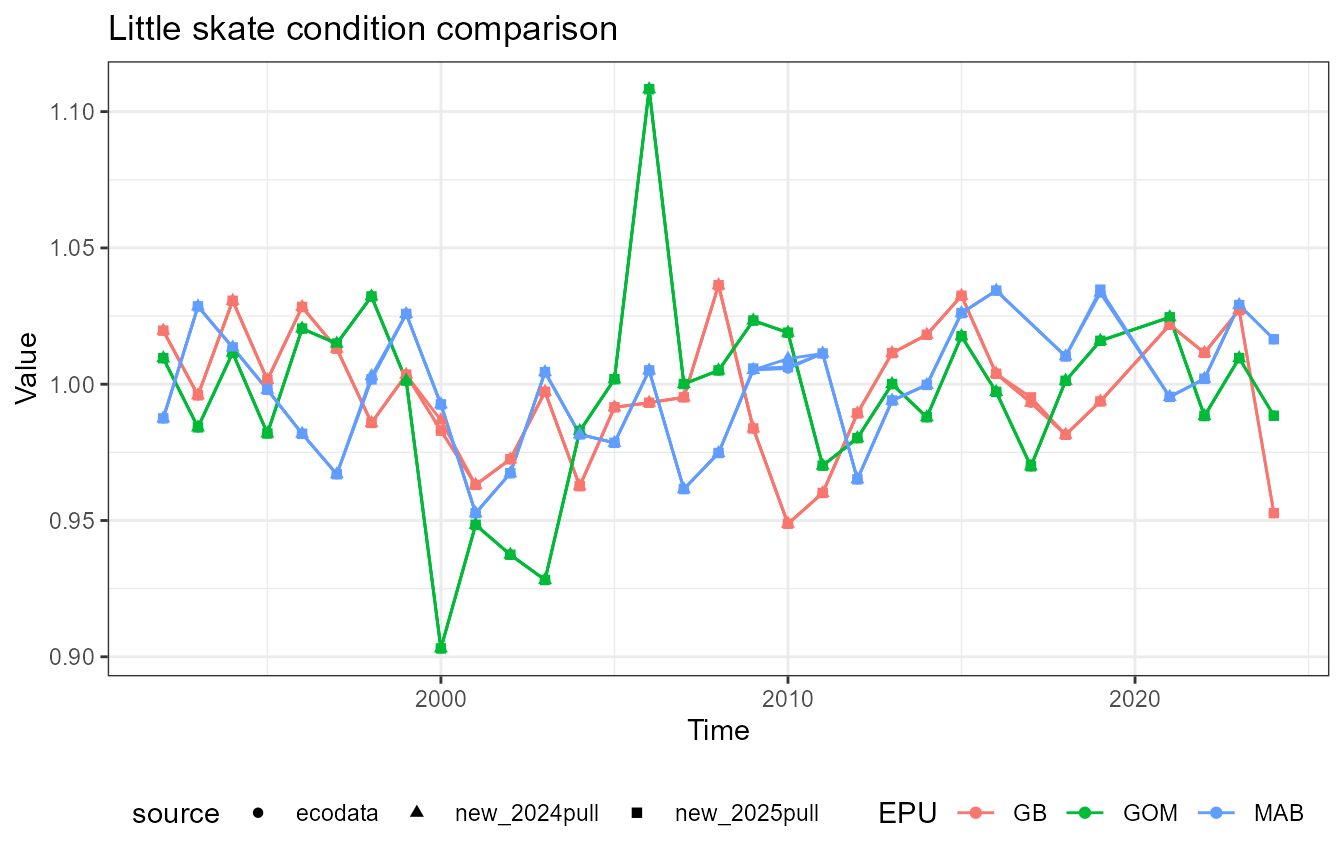 Little skate condition comparison
1.10
1.05
1.00
0.95
0.90
Value
2000 2010 2020
Time
source ecodata new_2024pull new_2025pull EPU GB GOM MAB